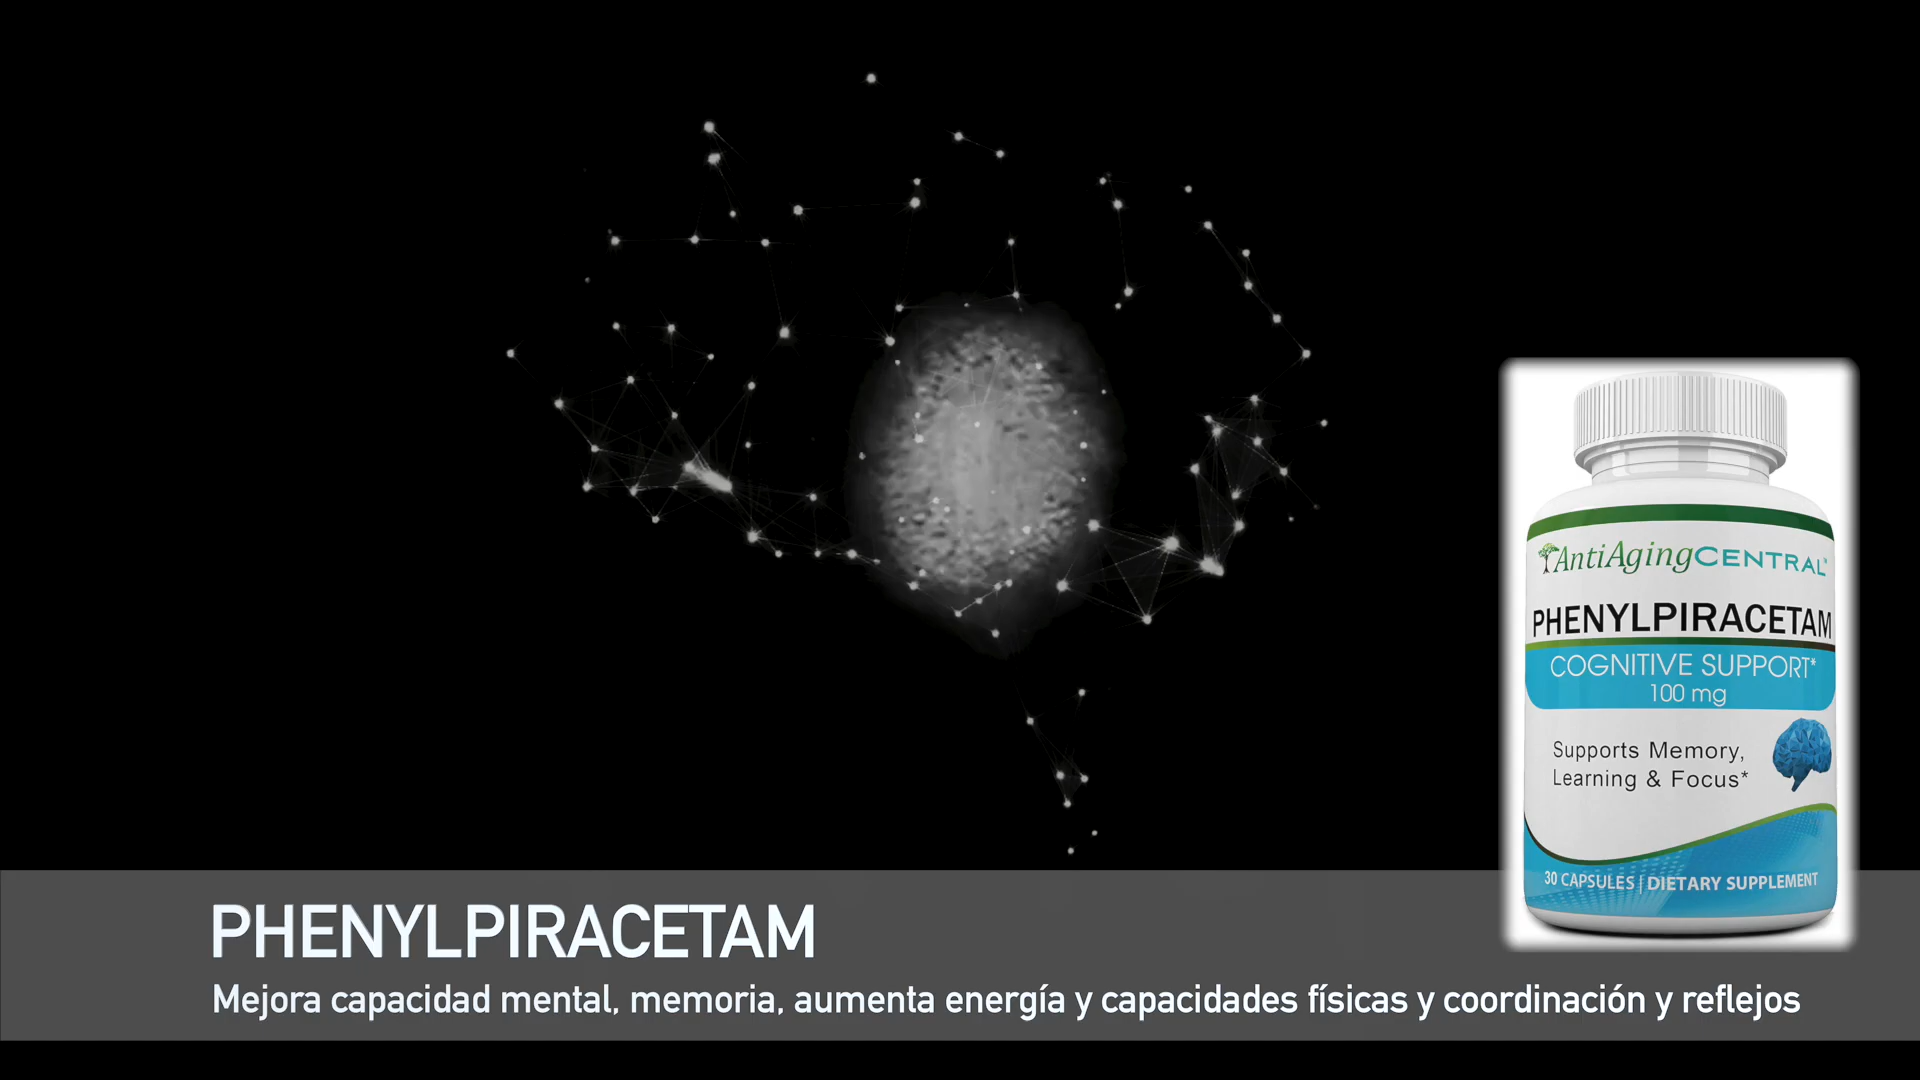 AntiAgingCENTRAL
PHENYLPIRACETAM
COGNITIVE SUPPORT*
100 mg
Supports Memory,
Learning & Focus*
30 CAPSULES | DIETARY SUPPLEMENT
PHENYLPIRACETAM
Mejora capacidad mental, memoria, aumenta energía y capacidades físicas y coordinación y reflejos